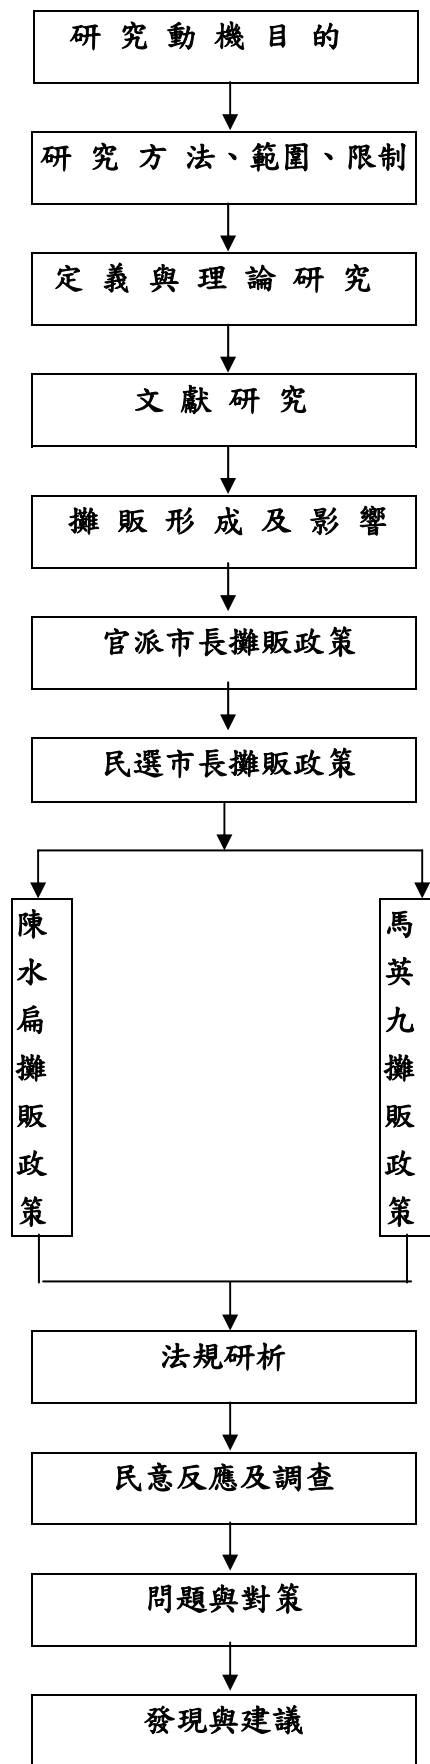 研究動機目的
研究方法、範圍、限制
定義與理論研究
文獻研究
攤販形成及影響
官派市長攤販政策
民選市長攤販政策
陳水扁攤販政策
馬英九攤販政策
法規研析
民意反應及調查
問題與對策
發現與建議